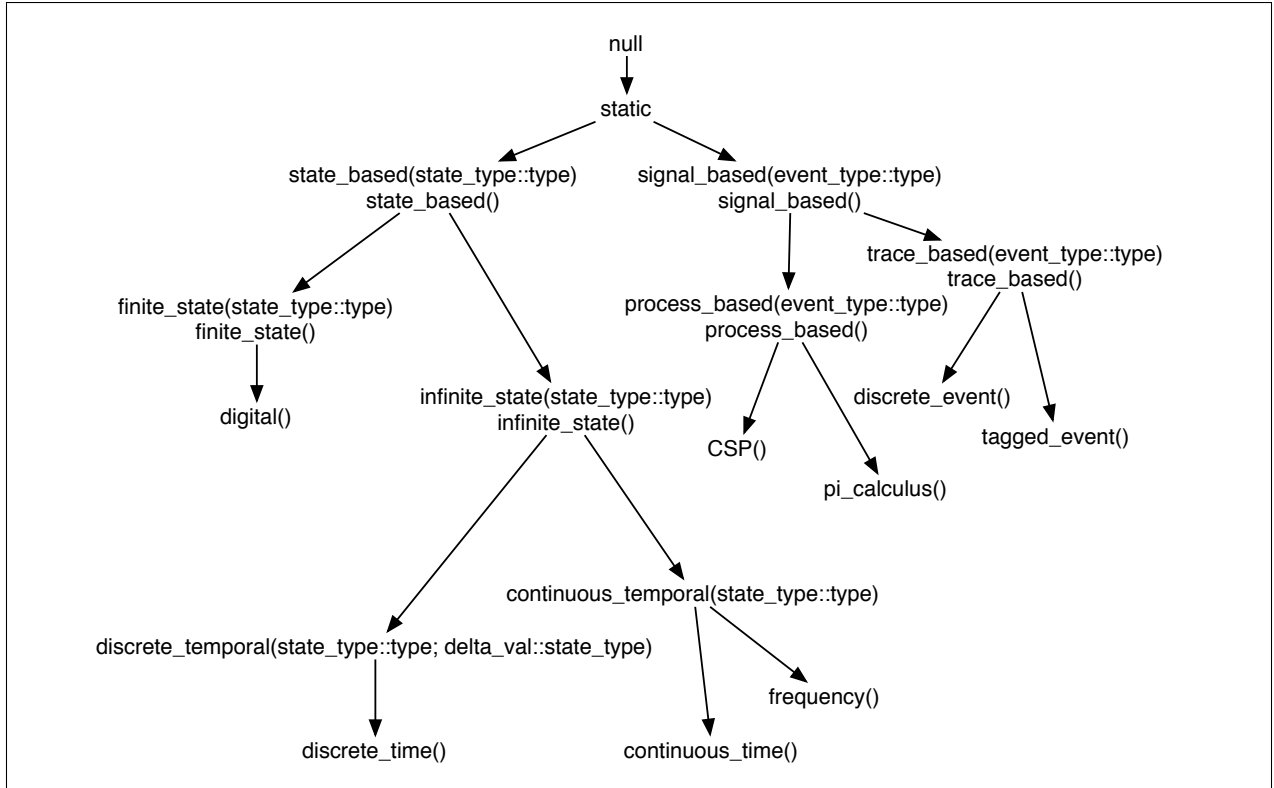 null
static
state_based(state_type::type)
state_based()
signal_based(event_type::type)
signal_based()
trace_based(event_type::type)
trace_based()
finite_state(state_type::type)
finite_state()
process_based(event_type::type)
process_based()
digital()
infinite_state(state_type::type)
infinite_state()
discrete_event()
tagged_event()
CSP()
pi_calculus()
continuous_temporal(state_type::type)
discrete_temporal(state_type::type; delta_val::state_type)
frequency()
discrete_time()
continuous_time()